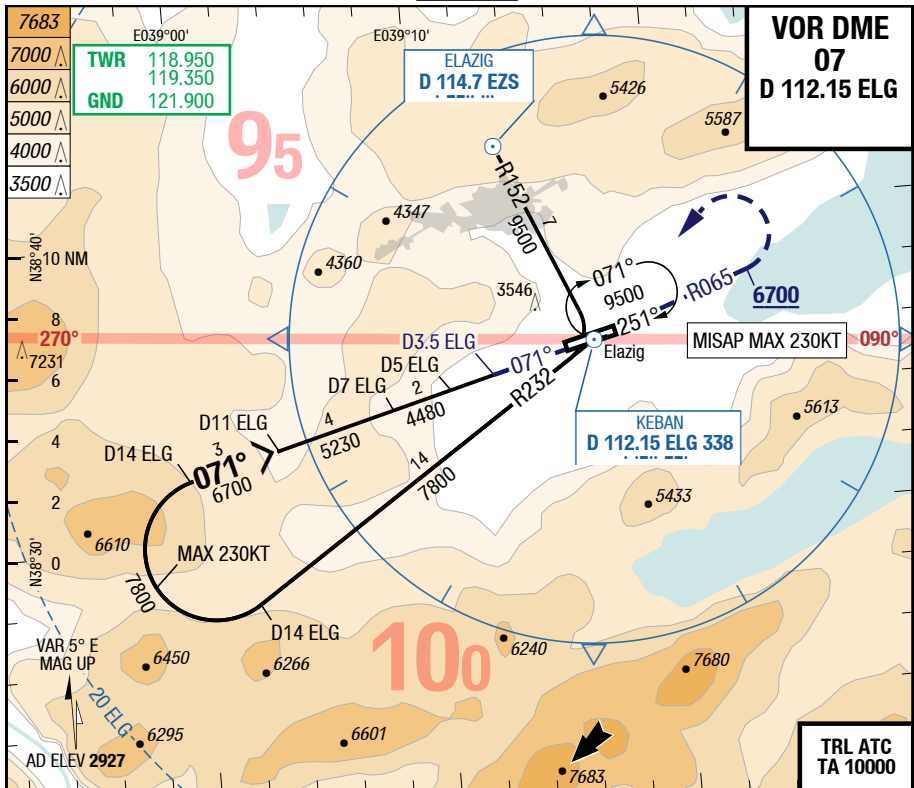 7683
7000
6000
5000
4000
3500
E039°00'
E039°10'
TWR 118.950
119.350
GND 121.900
95
ELAZIG
D 114.7 EZS
VOR DME
07
D 112.15 ELG
5426
5587
4347
4360
R152
7
9500
N38°40'
10 NM
8
6
4
2
0
N38°30'
270°
7231
3546
071°
9500
251°
R065
6700
MISAP MAX 230KT
090°
Elazig
D3.5 ELG
071°
D5 ELG
D7 ELG
2
4480
R232
D11 ELG
4
5230
D14 ELG
3
071°
6700
14
7800
KEBAN
D 112.15 ELG 338
5613
5433
6610
MAX 230KT
7800
D14 ELG
100
6240
7680
VAR 5° E
MAG UP
6450
6266
20 ELG
6295
6601
AD ELEV 2927
7683
TRL ATC
TA 10000